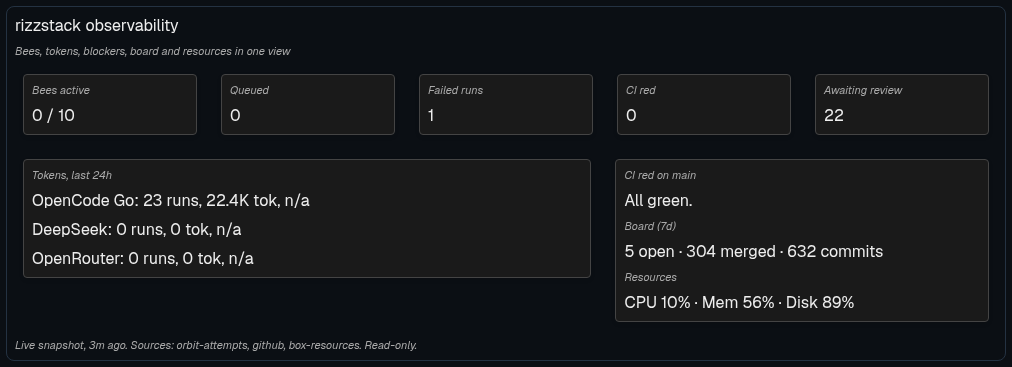 rizzstack observability
Bees, tokens, blockers, board and resources in one view
Bees active
0 / 10
Queued
0
Failed runs
1
CI red
0
Awaiting review
22
Tokens, last 24h
OpenCode Go: 23 runs, 22.4K tok, n/a
DeepSeek: 0 runs, 0 tok, n/a
OpenRouter: 0 runs, 0 tok, n/a
CI red on main
All green.
Board (7d)
5 open · 304 merged · 632 commits
Resources
CPU 10% · Mem 56% · Disk 89%
Live snapshot, 3m ago. Sources: orbit-attempts, github, box-resources. Read-only.